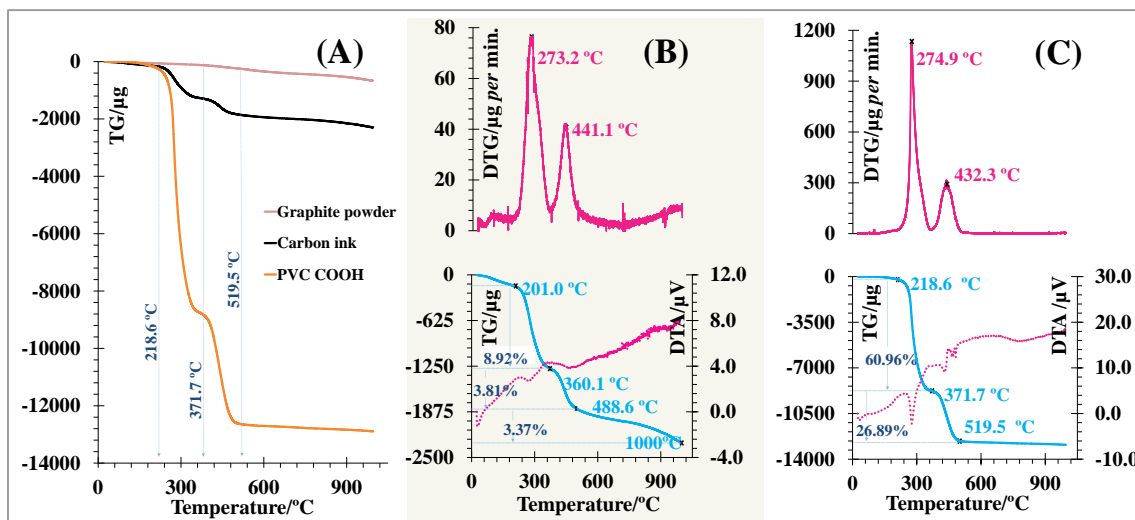 (A)
0
-2000
-4000
-6000
-8000
-10000
-12000
-14000
TG/µg
Graphite powder
Carbon ink
PVC COOH
218.6 ºC
371.7 ºC
519.5 ºC
0
300
600
900
Temperature/ºC
(B)
80
60
40
20
0
DTG/µg per min.
273.2 ºC
441.1 ºC
0
-625
-1250
-1875
-2500
TG/µg
12.0
8.0
4.0
0.0
-4.0
DTA/µV
201.0 ºC
8.92%
360.1 ºC
3.81%
488.6 ºC
3.37%
1000ºC
0
300
600
900
Temperature/ºC
(C)
1200
900
600
300
0
DTG/µg per min.
274.9 ºC
432.3 ºC
0
-3500
-7000
-10500
-14000
TG/µg
30.0
20.0
10.0
0.0
-10.0
DTA/µV
218.6 ºC
60.96%
371.7 ºC
26.89%
519.5 ºC
0
300
600
900
Temperature/ºC